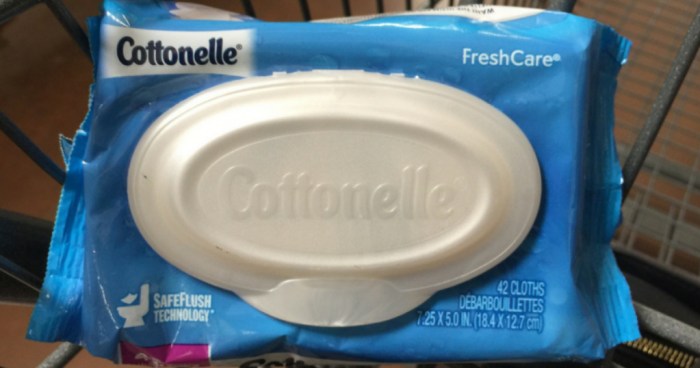 Cottonelle®
FreshCare®
Cottonelle
SAFEFLUSH
TECHNOLOGY*
42 CLOTHS
DÉBARBOUILLETTES
7.25 X 5.0 IN. (18.4 X 12.7 cm)